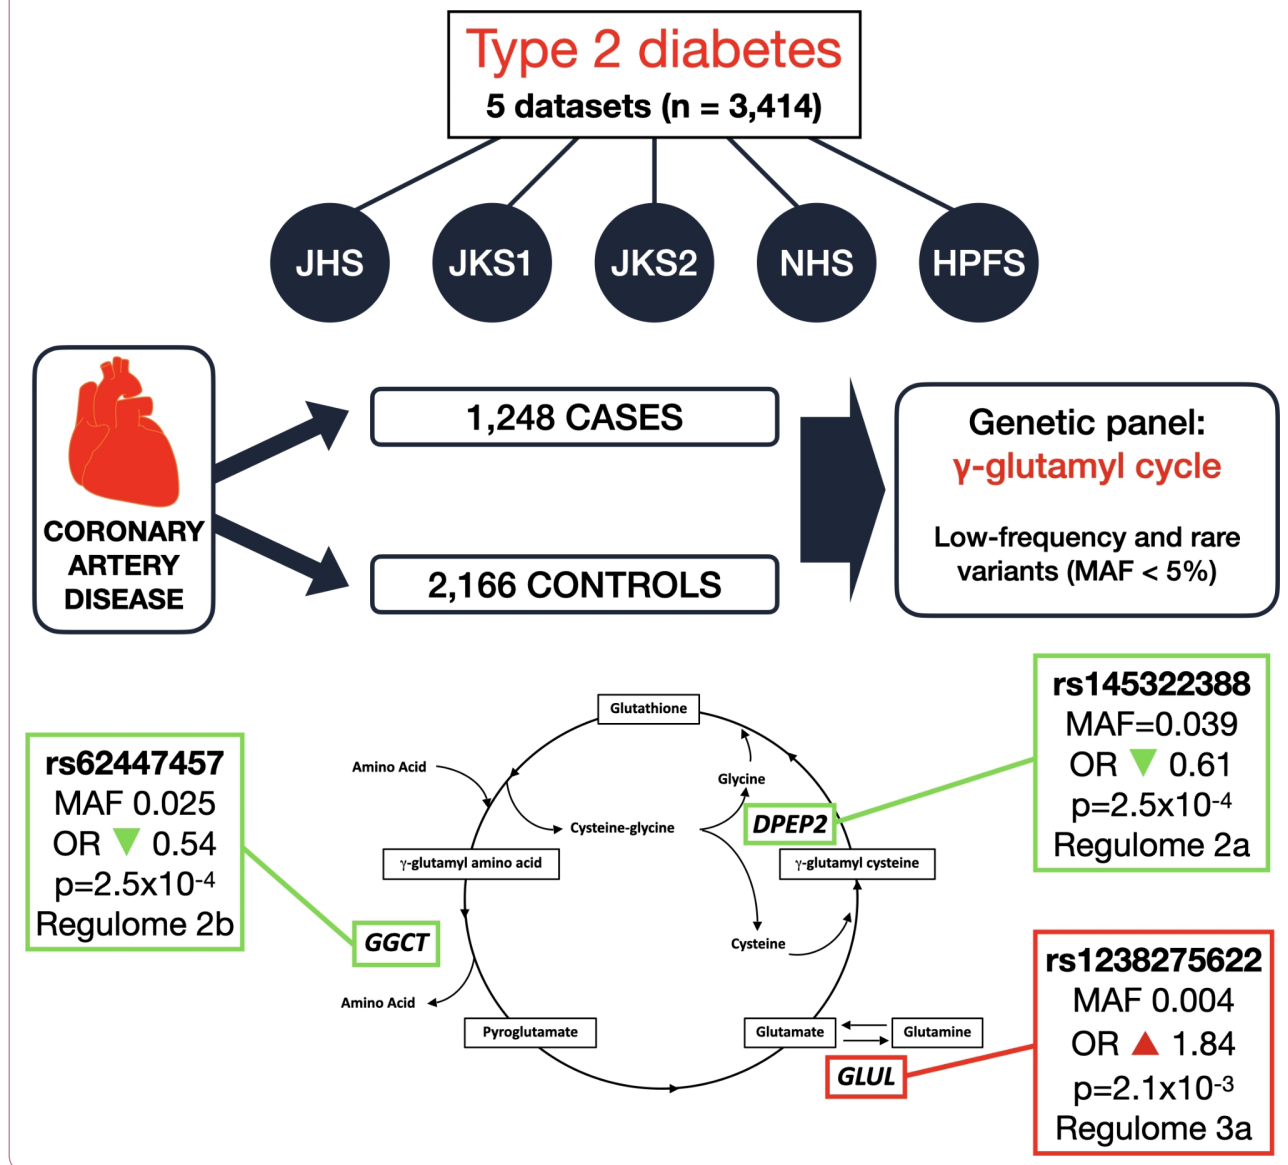 Type 2 diabetes
5 datasets (n = 3,414)
JHS
JKS1
JKS2
NHS
HPFS
CORONARY
ARTERY
DISEASE
1,248 CASES
2,166 CONTROLS
Genetic panel:
γ-glutamyl cycle
Low-frequency and rare
variants (MAF < 5%)
rs62447457
MAF 0.025
OR ▼ 0.54
p=2.5x10-4
Regulome 2b
GGCT
Glutathione
Amino Acid
Glycine
Cysteine-glycine
DPEP2
γ-glutamyl amino acid
γ-glutamyl cysteine
Cysteine
Amino Acid
Pyroglutamate
Glutamate
Glutamine
GLUL
rs145322388
MAF=0.039
OR ▼ 0.61
p=2.5x10-4
Regulome 2a
rs1238275622
MAF 0.004
OR ▲ 1.84
p=2.1x10-3
Regulome 3a